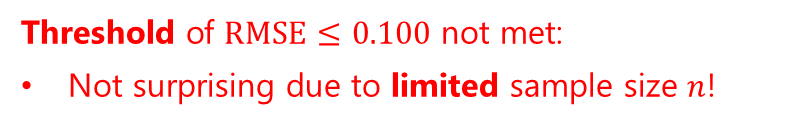 Threshold of RMSE ≤ 0.100 not met:
• Not surprising due to limited sample size n!